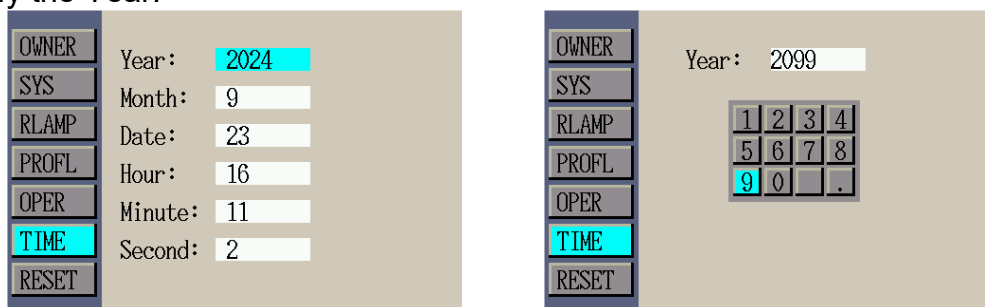 y the Year.
OWNER
SYS
RLAMP
PROFL
OPER
TIME
RESET
Year: 2024
Month: 9
Date: 23
Hour: 16
Minute: 11
Second: 2
OWNER
SYS
RLAMP
PROFL
OPER
TIME
RESET
Year: 2099
1 2 3 4
5 6 7 8
9 0 .